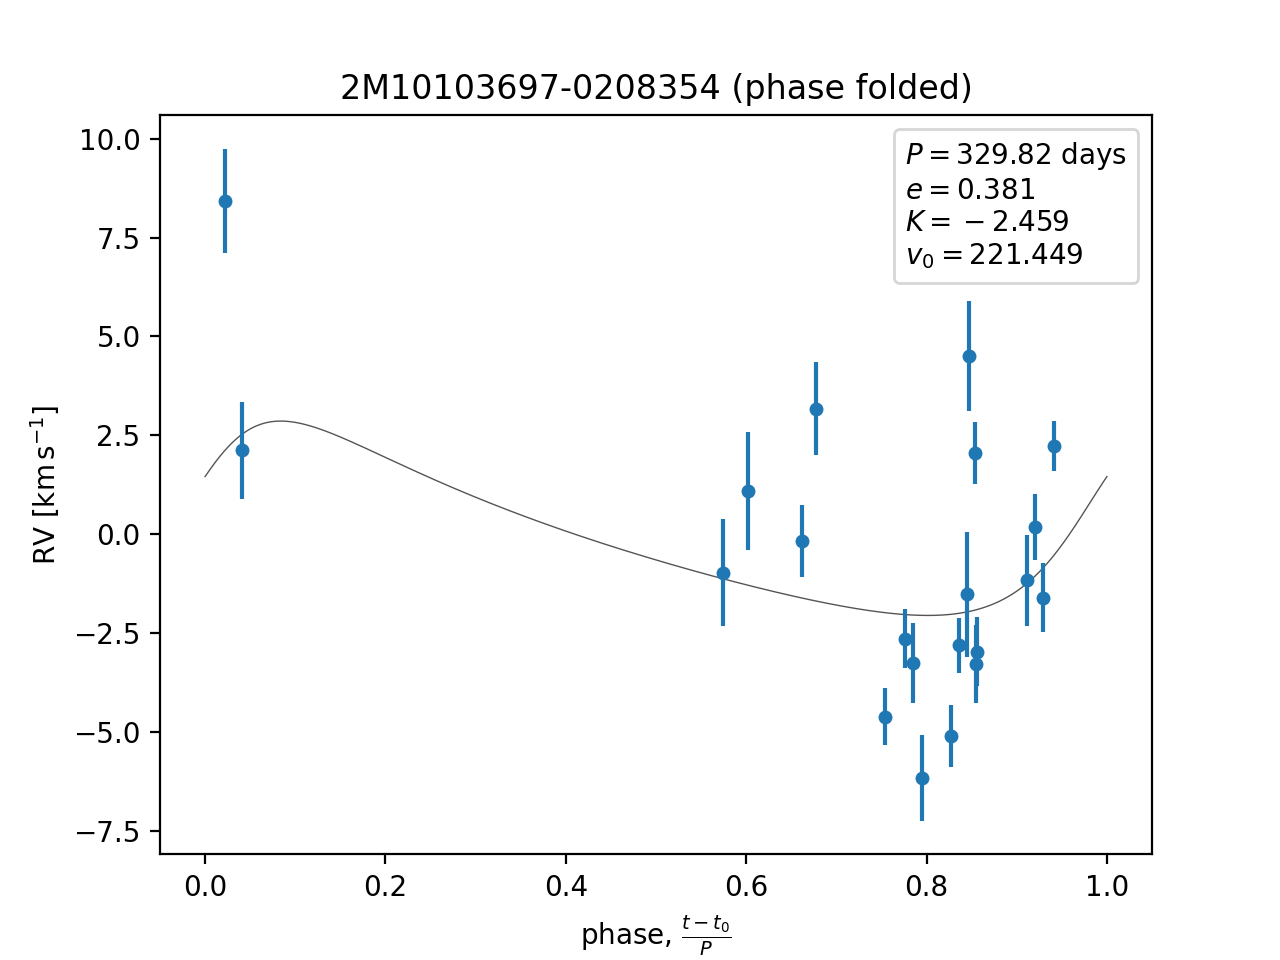 2M10103697-0208354 (phase folded)
P = 329.82 days
e = 0.381
K = −2.459
v₀ = 221.449
10.0
7.5
5.0
2.5
0.0
−2.5
−5.0
−7.5
RV [km s⁻¹]
0.0 0.2 0.4 0.6 0.8 1.0
phase, (t − t₀)/P